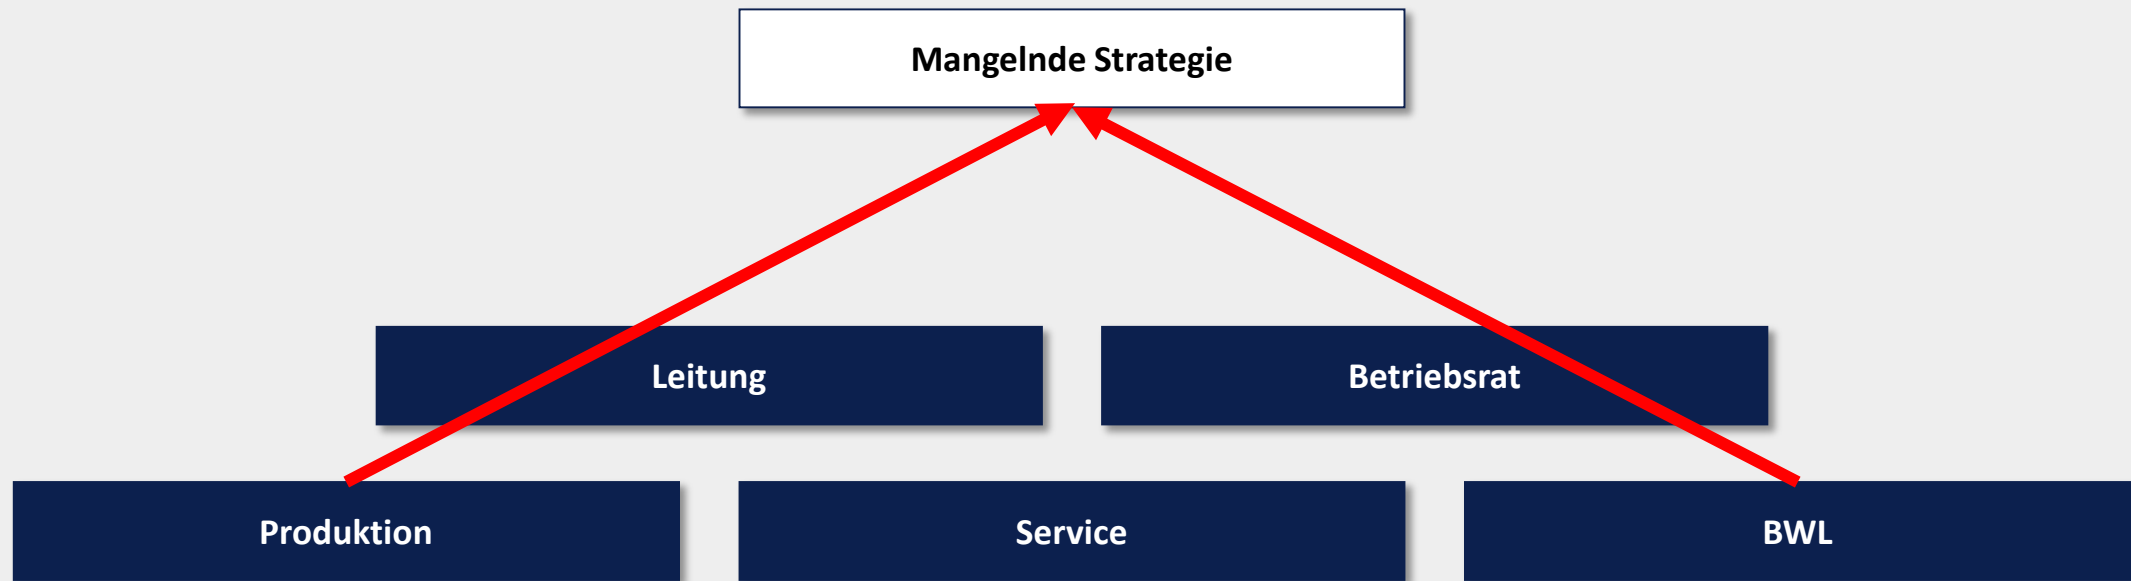 Mangelnde Strategie
Leitung
Betriebsrat
Produktion
Service
BWL